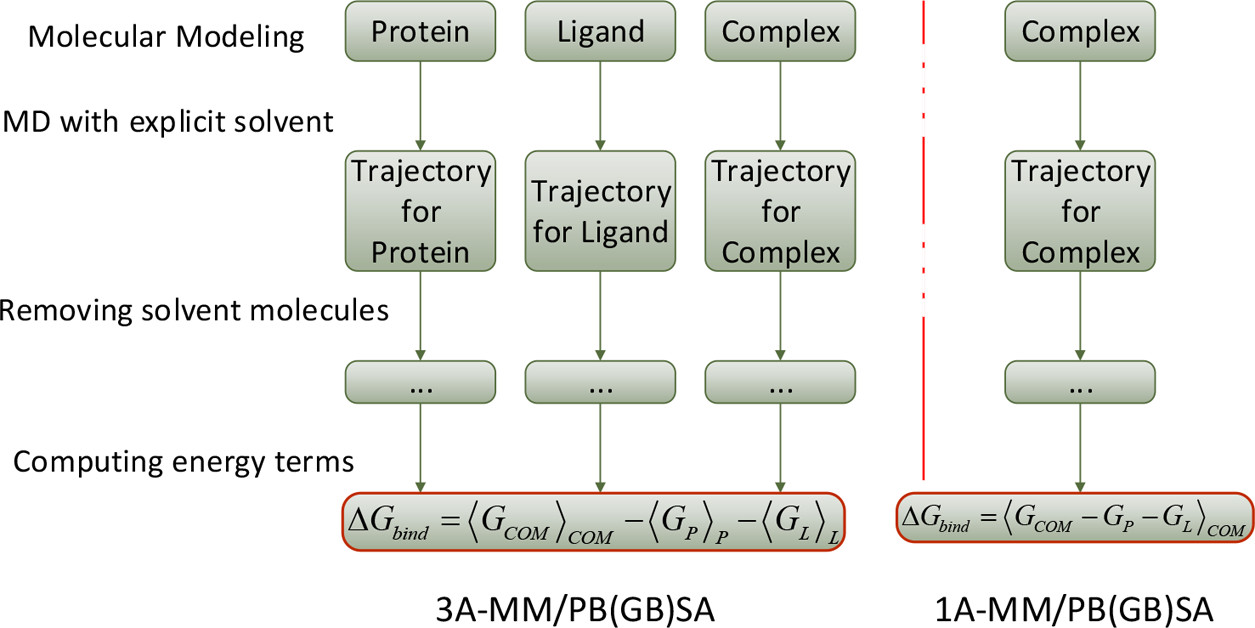 Molecular Modeling
Protein
Ligand
Complex
Complex
MD with explicit solvent
Trajectory
for
Protein
Trajectory
for Ligand
Trajectory
for
Complex
Trajectory
for
Complex
Removing solvent molecules
...
...
...
...
Computing energy terms
ΔG_bind = ⟨G_COM⟩_COM − ⟨G_P⟩_P − ⟨G_L⟩_L
ΔG_bind = ⟨G_COM − G_P − G_L⟩_COM
3A-MM/PB(GB)SA
1A-MM/PB(GB)SA